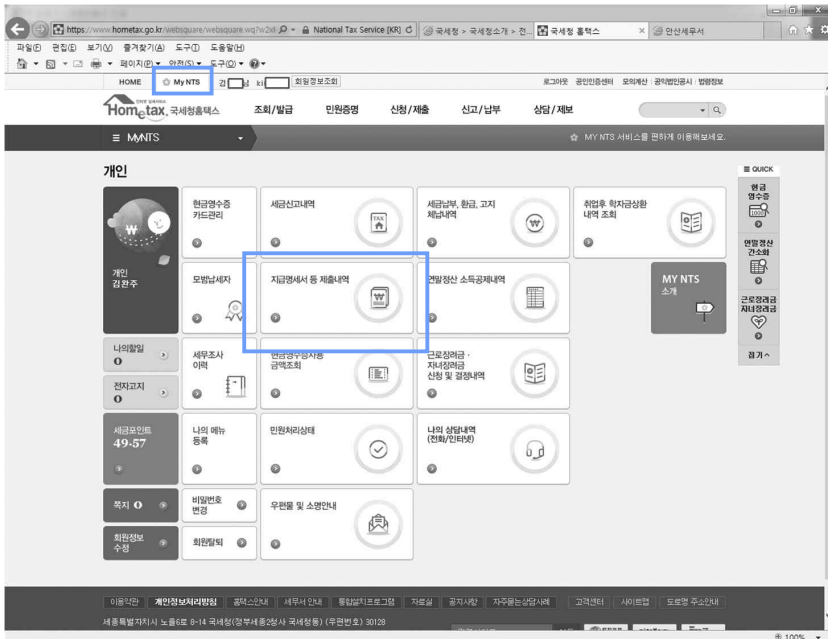 https://www.hometax.go.kr/websquare/websquare.wq?w2xl
National Tax Service [KR]
국세청 > 국세청소개 > 전...
국세청 홈택스
안산세무서
파일(F) 편집(E) 보기(V) 즐겨찾기(A) 도구(T) 도움말(H)
페이지(P) 안전(S) 도구(O)
HOME
My NTS
김 님 ki
회원정보조회
로그아웃 공인인증센터 모의계산 공익법인공시 법령정보
Hometax. 국세청홈택스
조회/발급 민원증명 신청/제출 신고/납부 상담/제보
MyNTS
MY NTS 서비스를 편하게 이용해보세요.
개인
개인
김완주
나의할일
0
전자고지
0
세금포인트
49-57
쪽지 0
회원정보
수정
현금영수증
카드관리
세금신고내역
TAX
세금납부, 환급, 고지
체납내역
취업후 학자금상환
내역 조회
모범납세자
지급명세서 등 제출내역
연말정산 소득공제내역
MY NTS
소개
세무조사
이력
현금영수증사용
금액조회
근로장려금 ·
자녀장려금
신청 및 결정내역
나의 메뉴
등록
민원처리상태
나의 상담내역
(전화/인터넷)
비밀번호
변경
우편물 및 소명안내
회원탈퇴
QUICK
현금
영수증
연말정산
간소화
근로장려금
자녀장려금
접기
이용약관 개인정보처리방침 홈택스안내 세무서 안내 통합설치프로그램 자료실 공지사항 자주묻는상담사례 고객센터 사이트맵 도로명 주소안내
세종특별자치시 노을6로 8-14 국세청(정부세종2청사 국세청동) (우편번호) 30128
100%